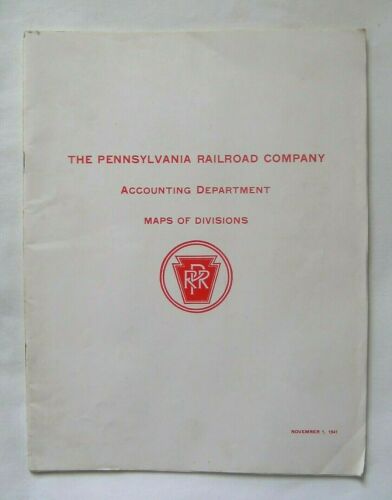 THE PENNSYLVANIA RAILROAD COMPANY
ACCOUNTING DEPARTMENT
MAPS OF DIVISIONS
PRR
NOVEMBER 1, 1941